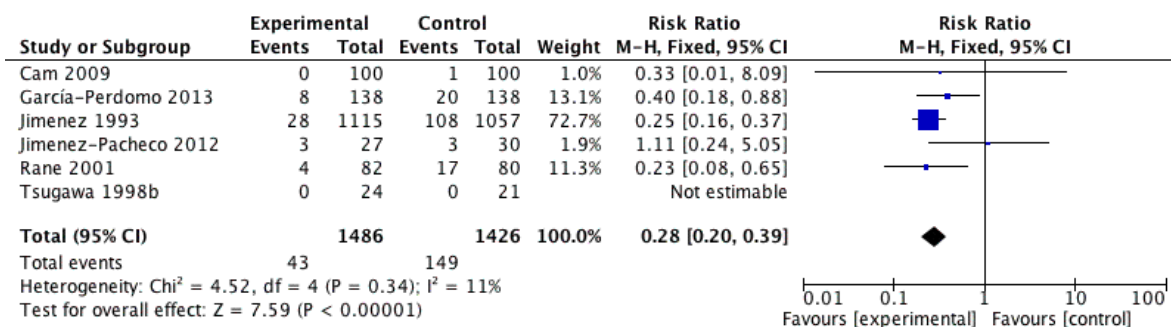 Experimental Control Risk Ratio Risk Ratio
Study or Subgroup Events Total Events Total Weight M-H, Fixed, 95% CI M-H, Fixed, 95% CI
Cam 2009 0 100 1 100 1.0% 0.33 [0.01, 8.09]
García-Perdomo 2013 8 138 20 138 13.1% 0.40 [0.18, 0.88]
Jimenez 1993 28 1115 108 1057 72.7% 0.25 [0.16, 0.37]
Jimenez-Pacheco 2012 3 27 3 30 1.9% 1.11 [0.24, 5.05]
Rane 2001 4 82 17 80 11.3% 0.23 [0.08, 0.65]
Tsugawa 1998b 0 24 0 21 Not estimable
Total (95% CI) 1486 1426 100.0% 0.28 [0.20, 0.39]
Total events 43 149
Heterogeneity: Chi² = 4.52, df = 4 (P = 0.34); I² = 11%
Test for overall effect: Z = 7.59 (P < 0.00001)
0.01 0.1 1 10 100
Favours [experimental] Favours [control]